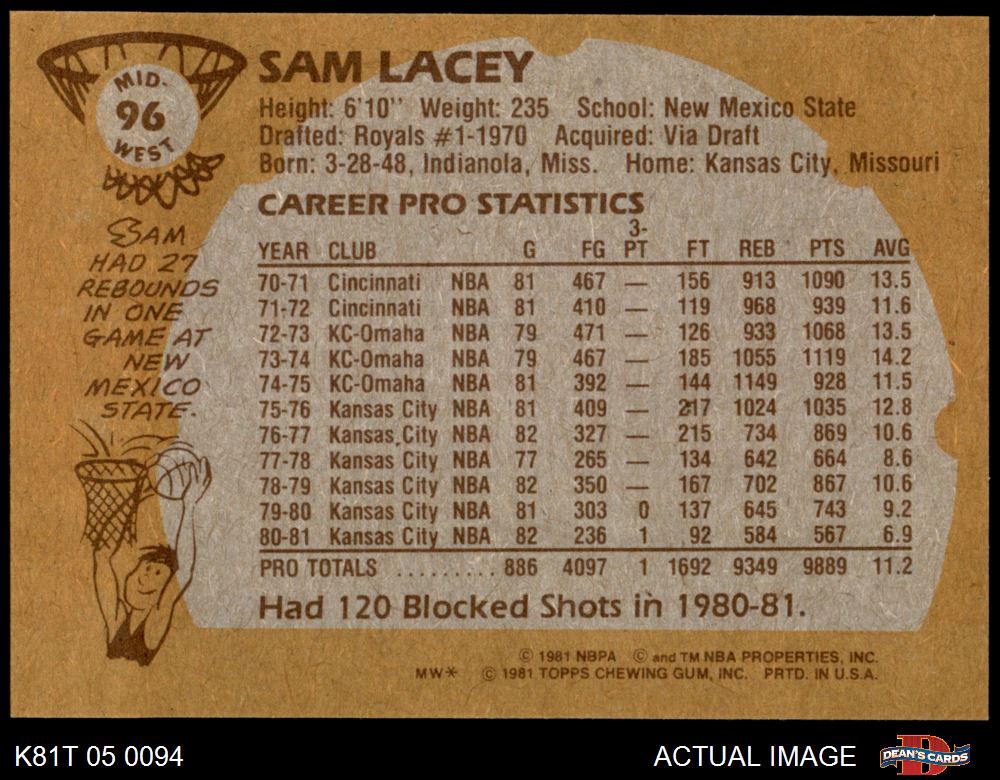 MID-
96
WEST
SAM LACEY
Height: 6'10" Weight: 235 School: New Mexico State
Drafted: Royals #1-1970 Acquired: Via Draft
Born: 3-28-48, Indianola, Miss. Home: Kansas City, Missouri
CAREER PRO STATISTICS
YEAR CLUB G FG 3-PT FT REB PTS AVG
70-71 Cincinnati NBA 81 467 — 156 913 1090 13.5
71-72 Cincinnati NBA 81 410 — 119 968 939 11.6
72-73 KC-Omaha NBA 79 471 — 126 933 1068 13.5
73-74 KC-Omaha NBA 79 467 — 185 1055 1119 14.2
74-75 KC-Omaha NBA 81 392 — 144 1149 928 11.5
75-76 Kansas City NBA 81 409 — 217 1024 1035 12.8
76-77 Kansas City NBA 82 327 — 215 734 869 10.6
77-78 Kansas City NBA 77 265 — 134 642 664 8.6
78-79 Kansas City NBA 82 350 — 167 702 867 10.6
79-80 Kansas City NBA 81 303 0 137 645 743 9.2
80-81 Kansas City NBA 82 236 1 92 584 567 6.9
PRO TOTALS ......... 886 4097 1 1692 9349 9889 11.2
Had 120 Blocked Shots in 1980-81.
SAM
HAD 27
REBOUNDS
IN ONE
GAME AT
NEW
MEXICO
STATE.
© 1981 NBPA © and TM NBA PROPERTIES, INC.
MW* © 1981 TOPPS CHEWING GUM, INC. PRTD. IN U.S.A.
K81T 05 0094 ACTUAL IMAGE DEAN'S CARDS